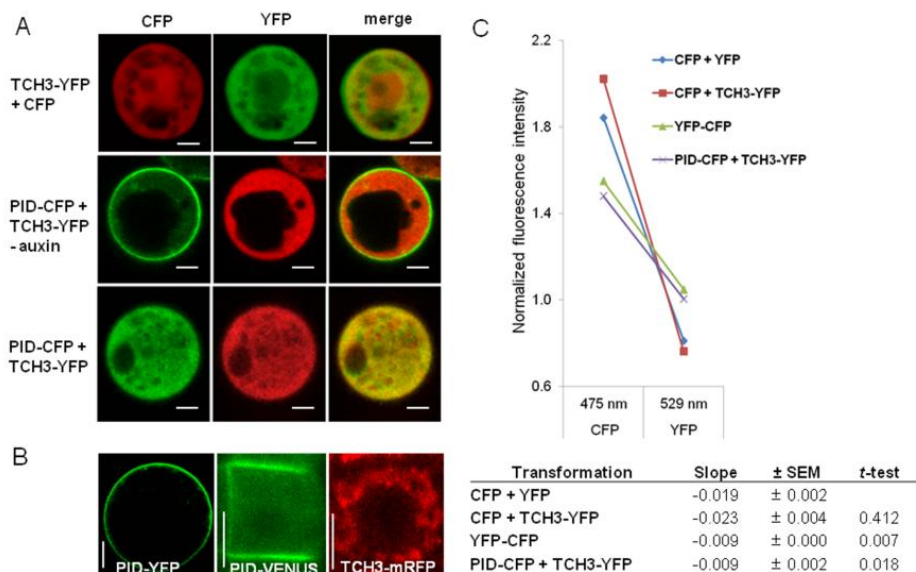 A
CFP YFP merge
TCH3-YFP
+ CFP
PID-CFP +
TCH3-YFP
- auxin
PID-CFP +
TCH3-YFP
B
PID-YFP PID-VENUS TCH3-mRFP
C
Normalized fluorescence intensity
2.2
1.8
1.4
1.0
0.6
CFP + YFP
CFP + TCH3-YFP
YFP-CFP
PID-CFP + TCH3-YFP
475 nm 529 nm
CFP YFP
Transformation Slope ± SEM t-test
CFP + YFP -0.019 ± 0.002
CFP + TCH3-YFP -0.023 ± 0.004 0.412
YFP-CFP -0.009 ± 0.000 0.007
PID-CFP + TCH3-YFP -0.009 ± 0.002 0.018